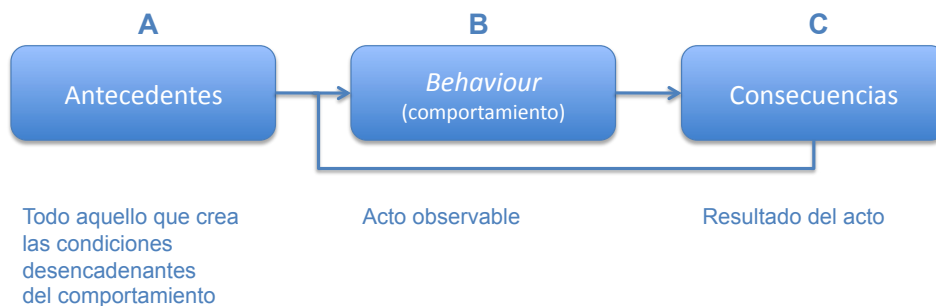 A
B
C
Antecedentes
Behaviour
(comportamiento)
Consecuencias
Todo aquello que crea
las condiciones
desencadenantes
del comportamiento
Acto observable
Resultado del acto